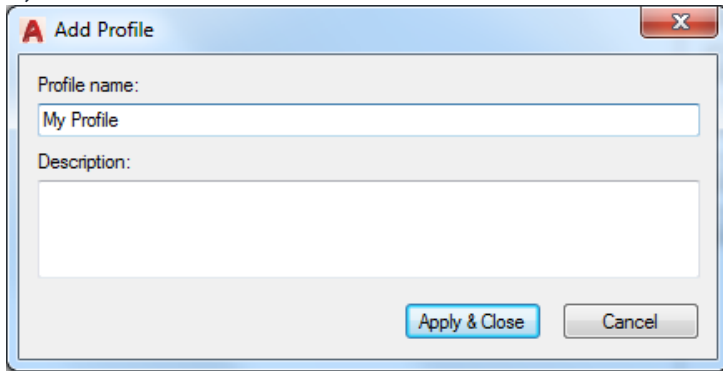 Add Profile
Profile name:
My Profile
Description:
Apply & Close Cancel